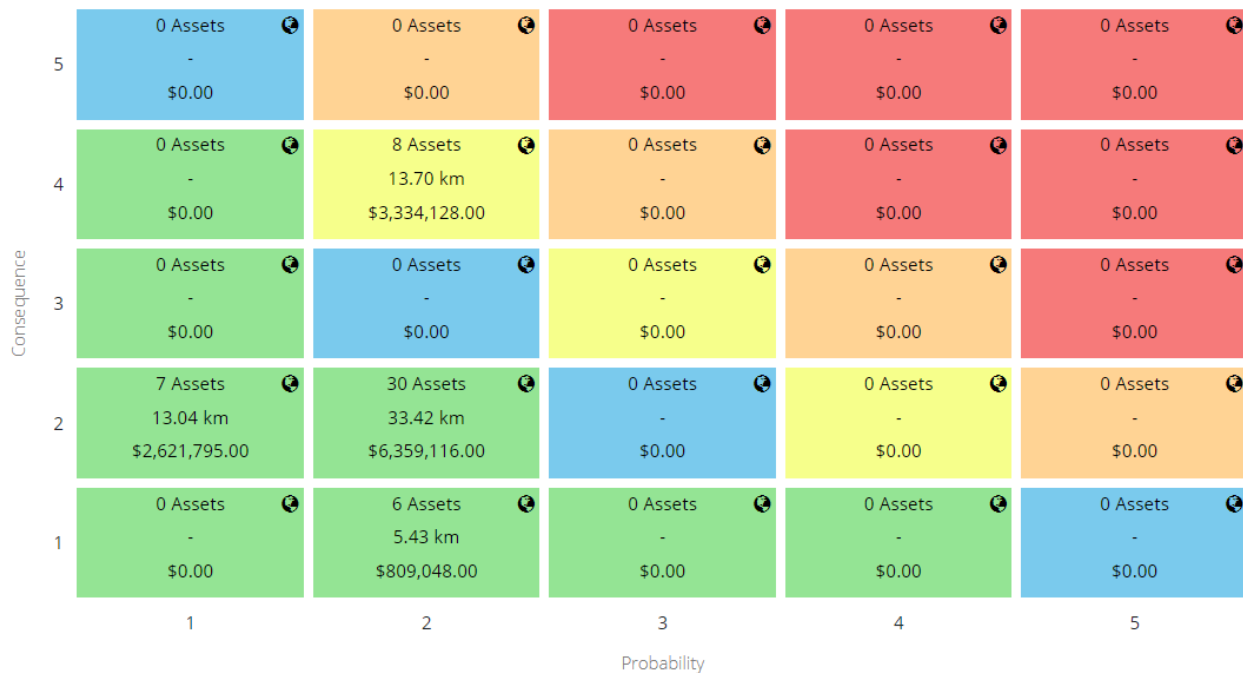 0 Assets 0 Assets 0 Assets 0 Assets 0 Assets
5 - - - - -
$0.00 $0.00 $0.00 $0.00 $0.00
0 Assets 8 Assets 0 Assets 0 Assets 0 Assets
4 - 13.70 km - - -
$0.00 $3,334,128.00 $0.00 $0.00 $0.00
Consequence
0 Assets 0 Assets 0 Assets 0 Assets 0 Assets
3 - - - - -
$0.00 $0.00 $0.00 $0.00 $0.00
7 Assets 30 Assets 0 Assets 0 Assets 0 Assets
2 13.04 km 33.42 km - - -
$2,621,795.00 $6,359,116.00 $0.00 $0.00 $0.00
0 Assets 6 Assets 0 Assets 0 Assets 0 Assets
1 - 5.43 km - - -
$0.00 $809,048.00 $0.00 $0.00 $0.00
1 2 3 4 5
Probability